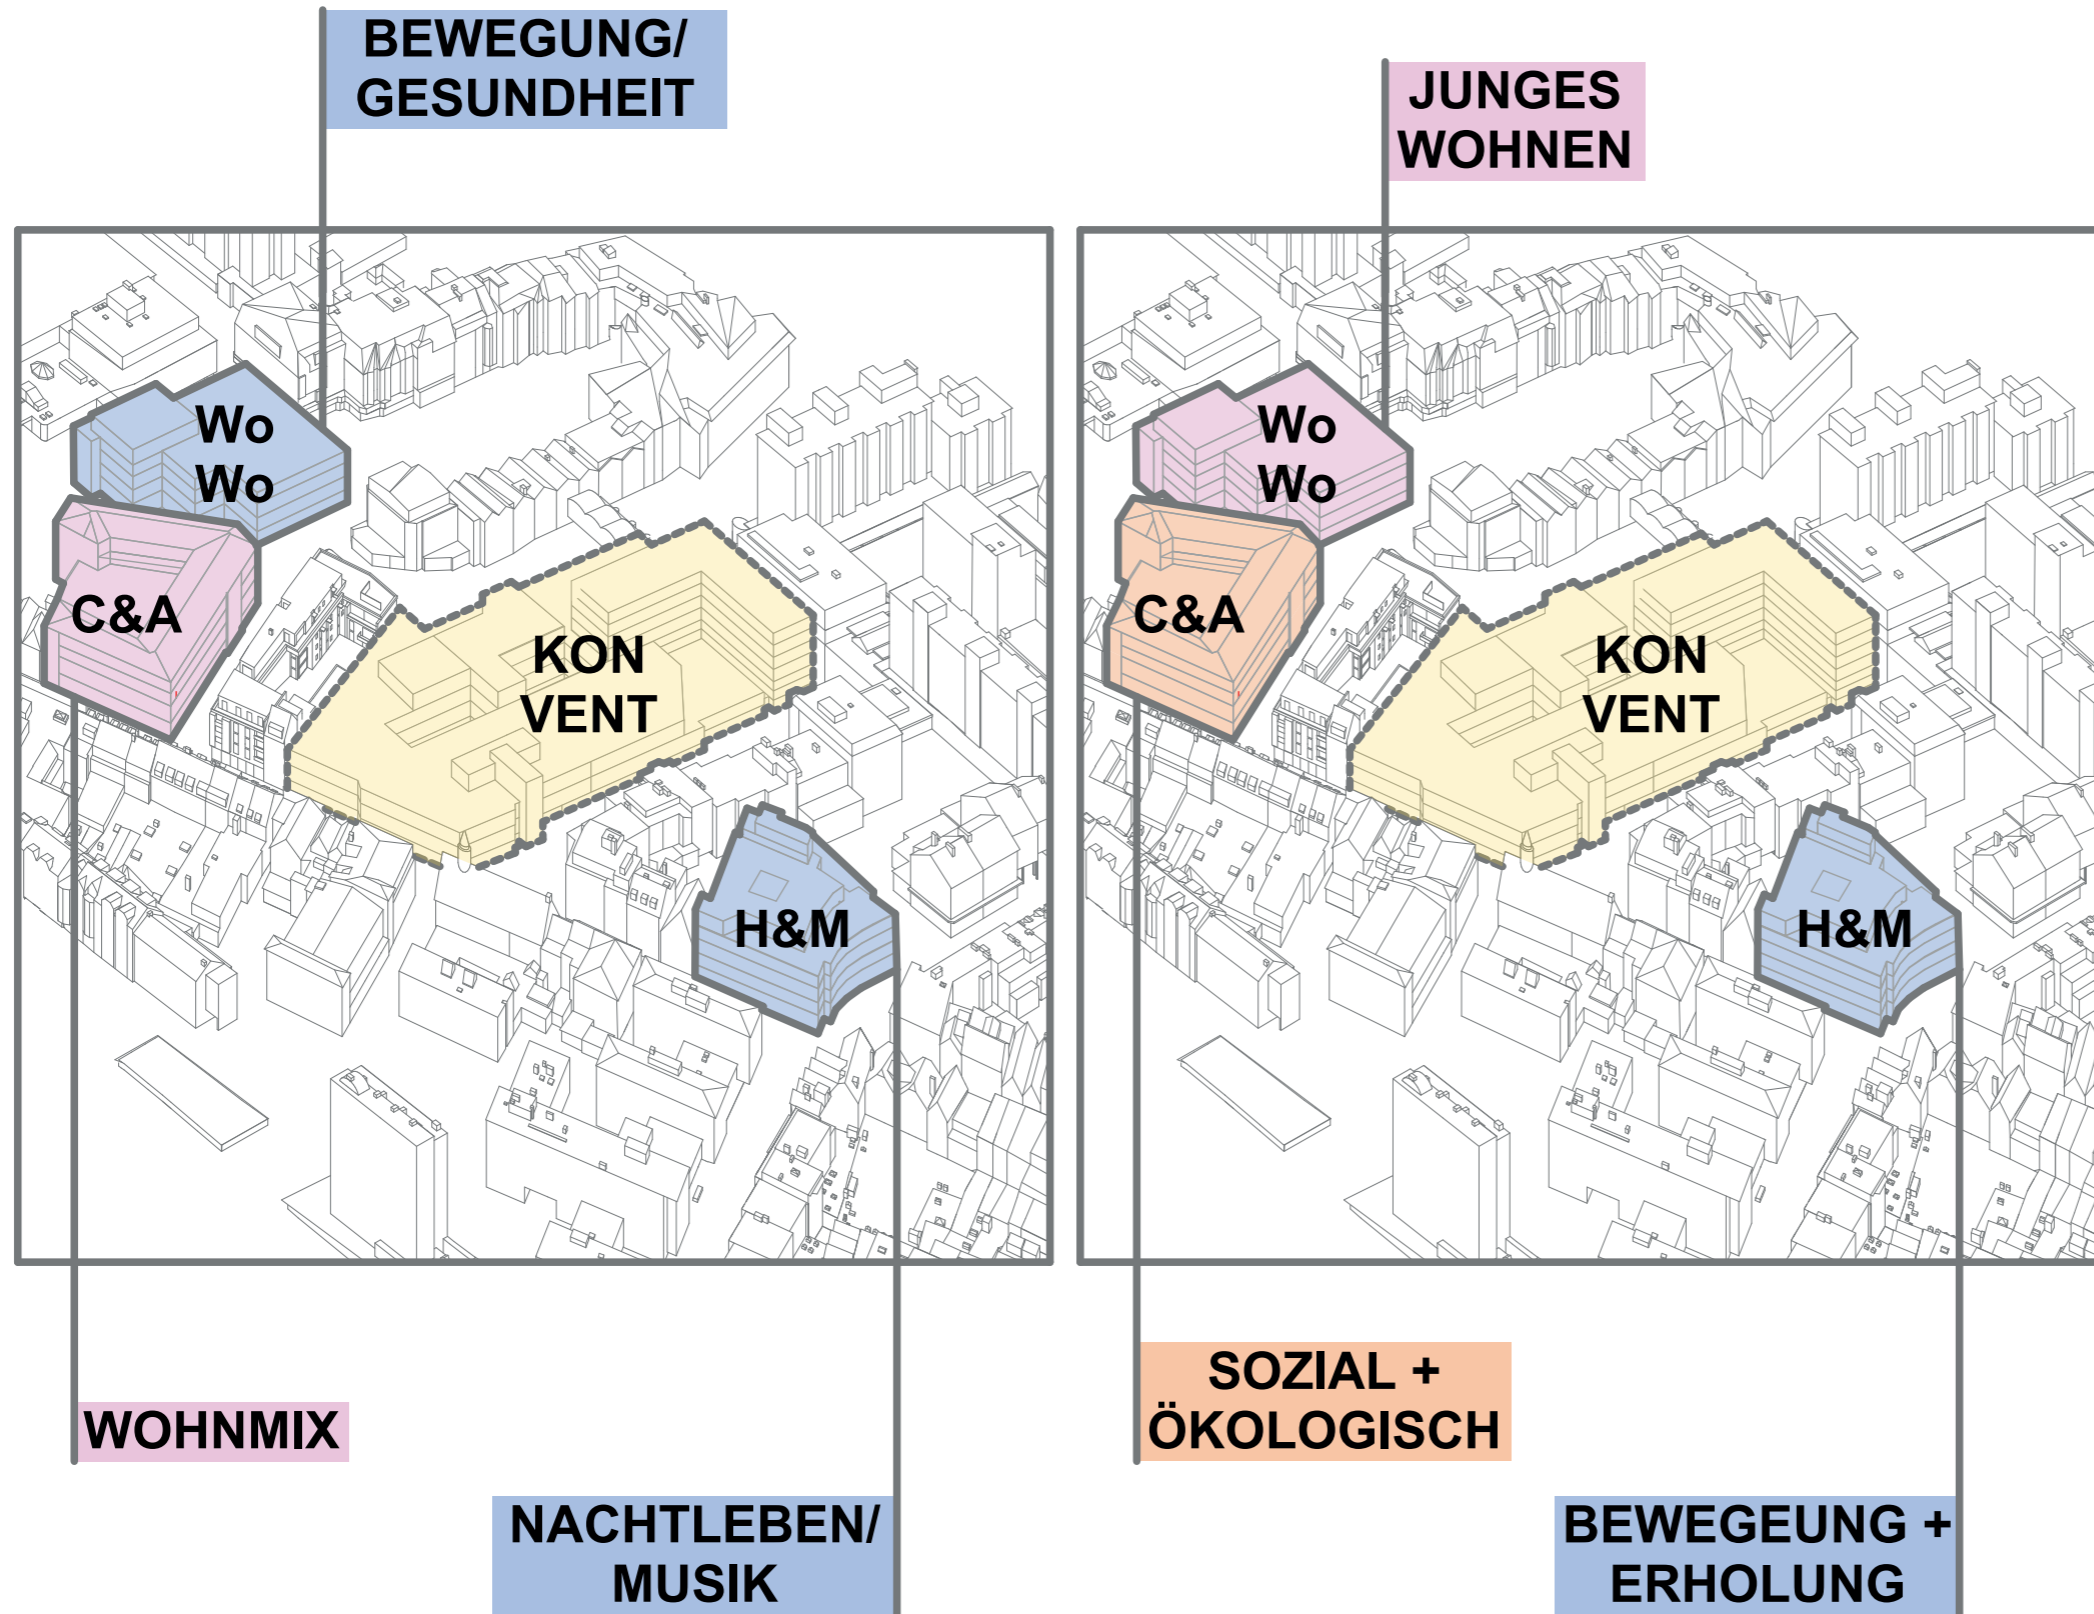 BEWEGUNG/
GESUNDHEIT
Wo
Wo
C&A
KON
VENT
H&M
WOHNMIX
NACHTLEBEN/
MUSIK
JUNGES
WOHNEN
Wo
Wo
C&A
KON
VENT
H&M
SOZIAL +
ÖKOLOGISCH
BEWEGEUNG +
ERHOLUNG